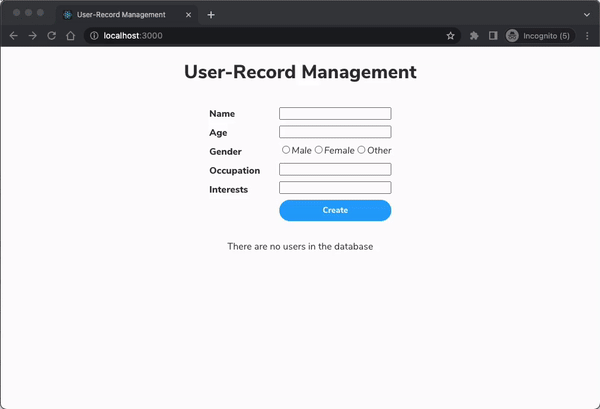 User-Record Management
localhost:3000
Incognito (5)
User-Record Management
Name
Age
Gender Male Female Other
Occupation
Interests
Create
There are no users in the database